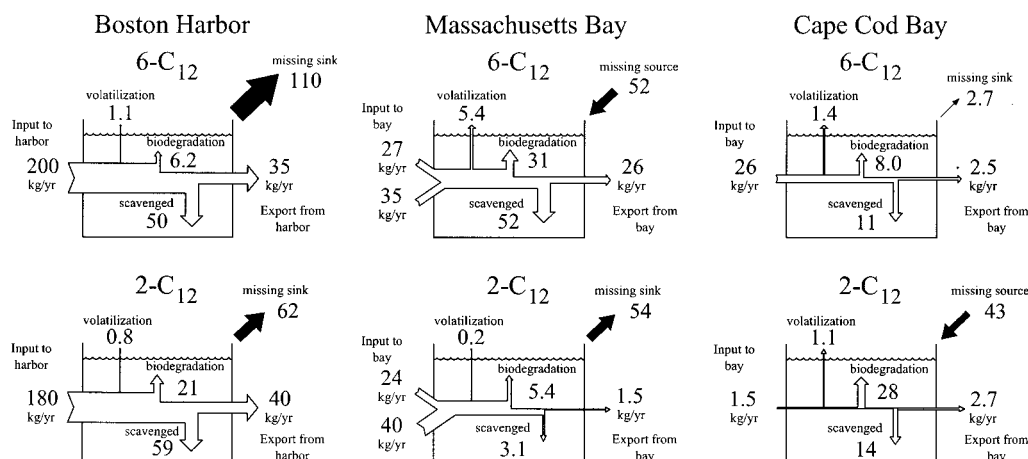 Boston Harbor
6-C12
missing sink
110
volatilization
1.1
Input to
harbor
200
kg/yr
biodegradation
6.2
35
kg/yr
scavenged
50
Export from
harbor
Massachusetts Bay
6-C12
missing source
52
volatilization
5.4
Input to
bay
27
kg/yr
35
kg/yr
biodegradation
31
26
kg/yr
scavenged
52
Export from
bay
Cape Cod Bay
6-C12
missing sink
2.7
volatilization
1.4
Input to
bay
26
kg/yr
biodegradation
8.0
2.5
kg/yr
scavenged
11
Export from
bay
2-C12
missing sink
62
volatilization
0.8
Input to
harbor
180
kg/yr
biodegradation
21
40
kg/yr
scavenged
59
Export from
harbor
2-C12
missing sink
54
volatilization
0.2
Input to
bay
24
kg/yr
40
kg/yr
biodegradation
5.4
1.5
kg/yr
scavenged
3.1
Export from
bay
2-C12
missing source
43
volatilization
1.1
Input to
bay
1.5
kg/yr
biodegradation
28
2.7
kg/yr
scavenged
14
Export from
bay